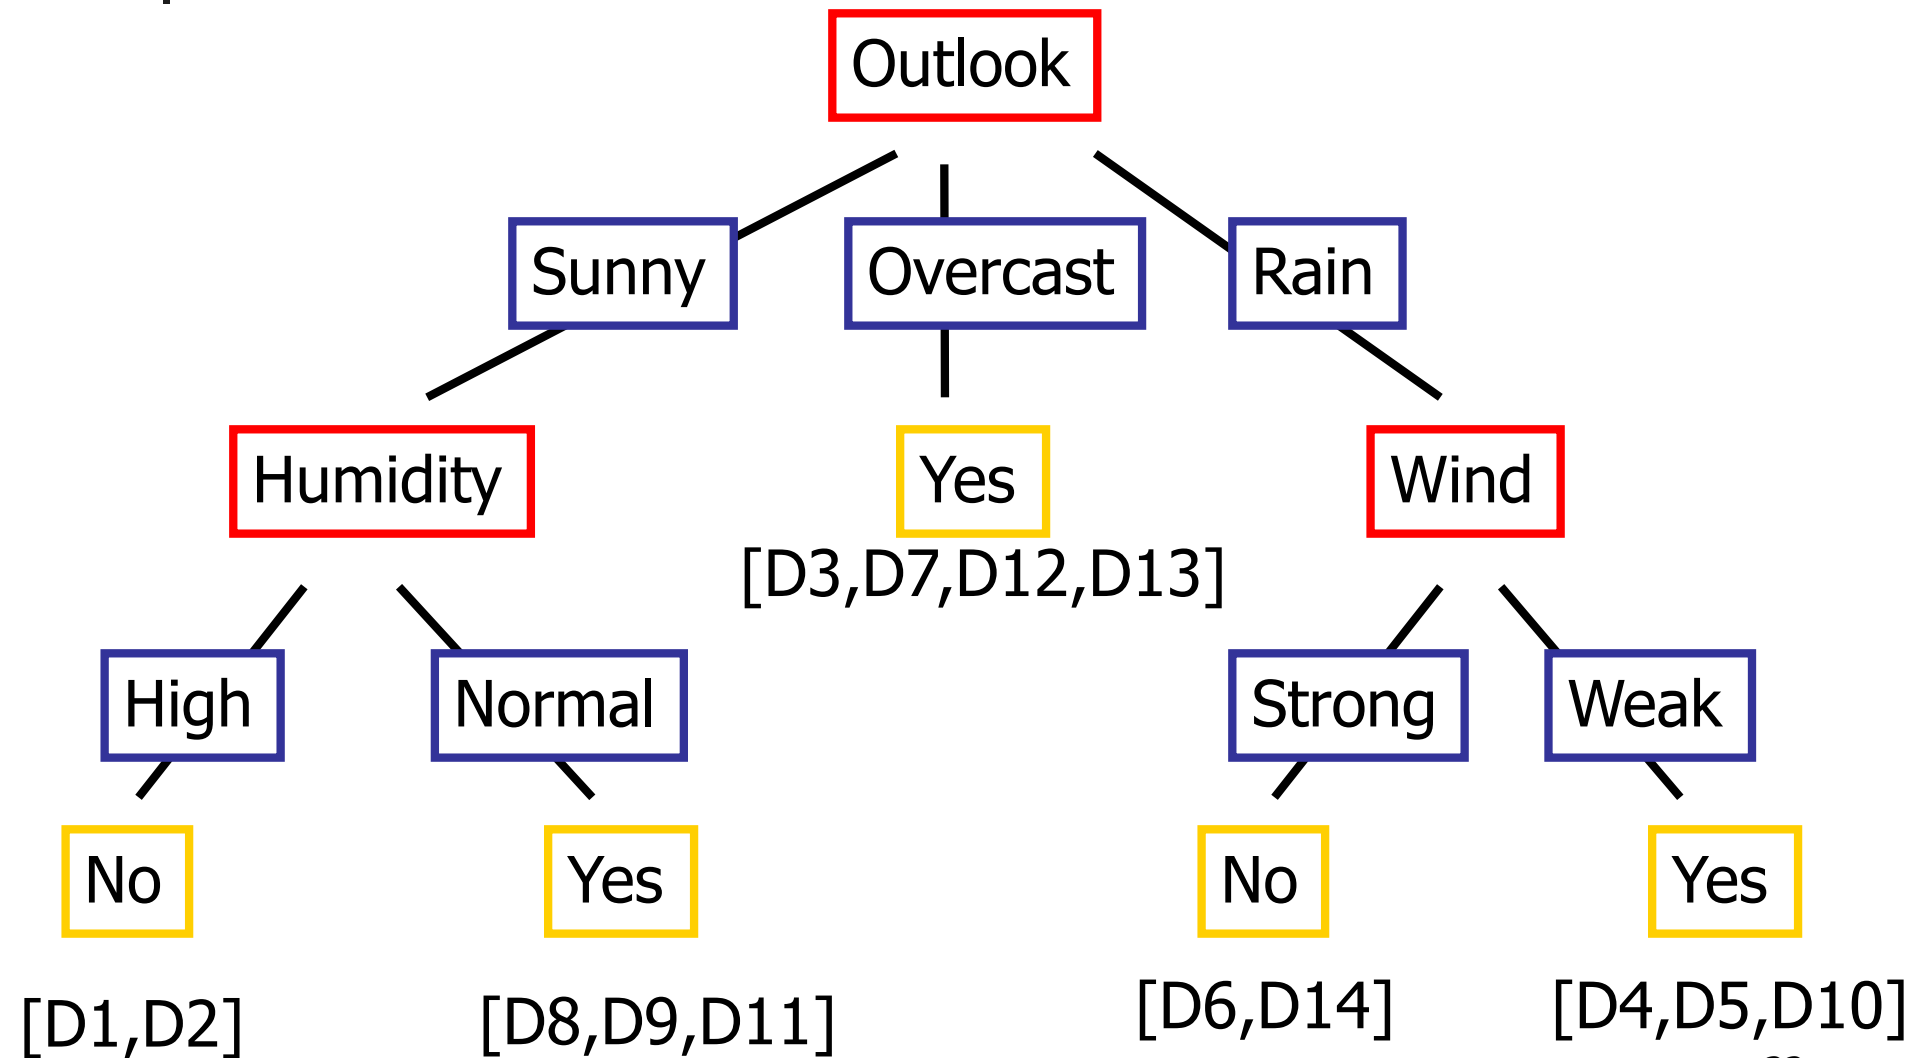 Outlook
Sunny
Overcast
Rain
Humidity
Yes
Wind
[D3,D7,D12,D13]
High
Normal
Strong
Weak
No
Yes
No
Yes
[D1,D2]
[D8,D9,D11]
[D6,D14]
[D4,D5,D10]